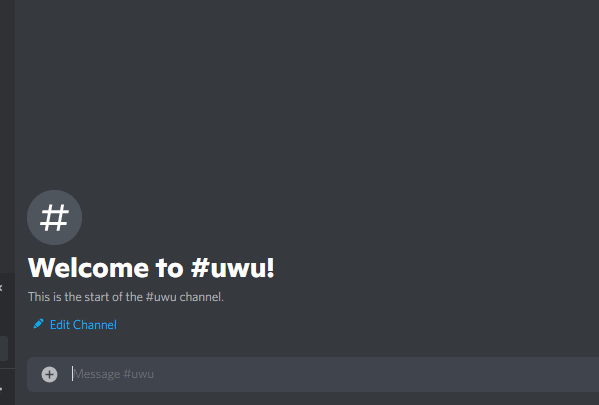 #
Welcome to #uwu!
This is the start of the #uwu channel.
Edit Channel
Message #uwu